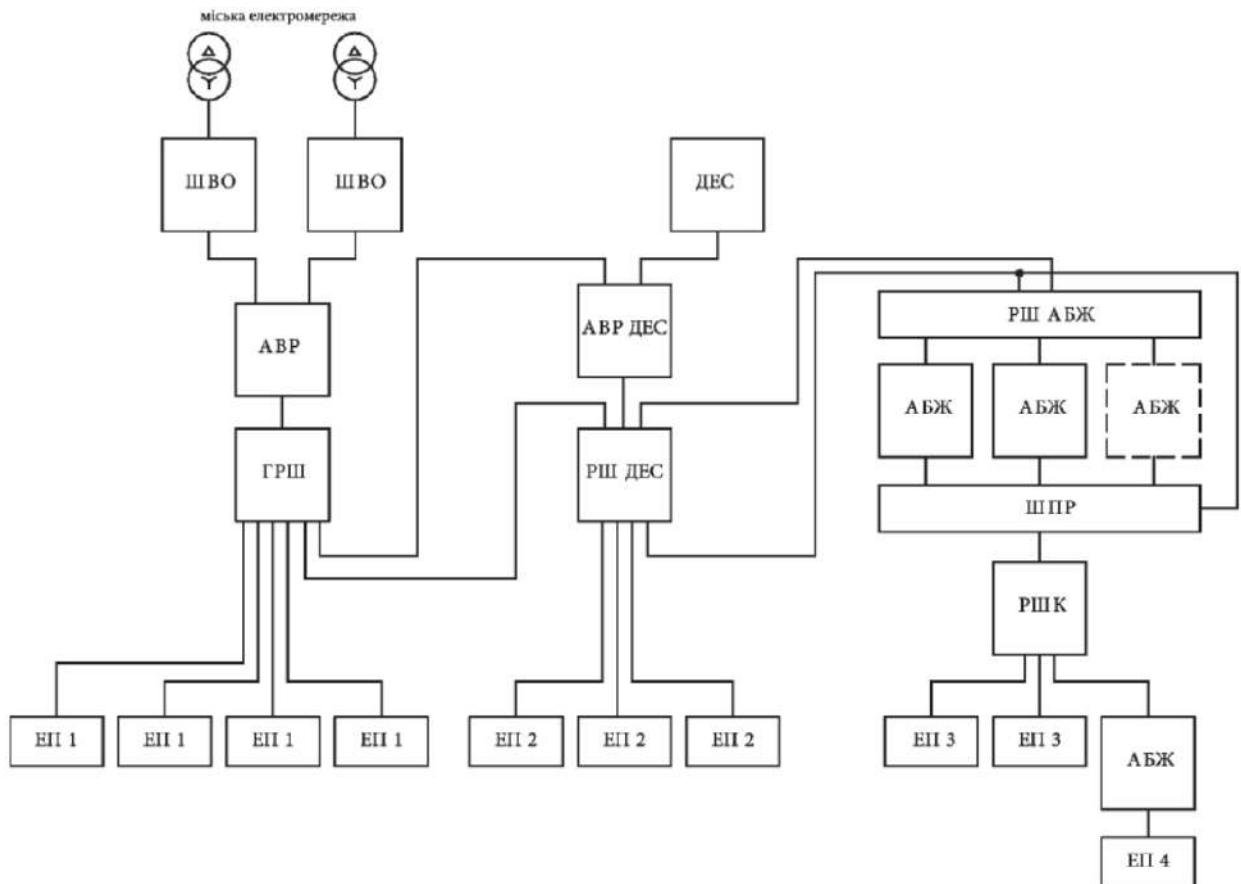 міська електромережа
ШВО
ШВО
ДЕС
АВР
АВР ДЕС
РШ АБЖ
АБЖ
АБЖ
АБЖ
ГРШ
РШ ДЕС
ШПР
РШК
ЕП 1
ЕП 1
ЕП 1
ЕП 1
ЕП 2
ЕП 2
ЕП 2
ЕП 3
ЕП 3
АБЖ
ЕП 4